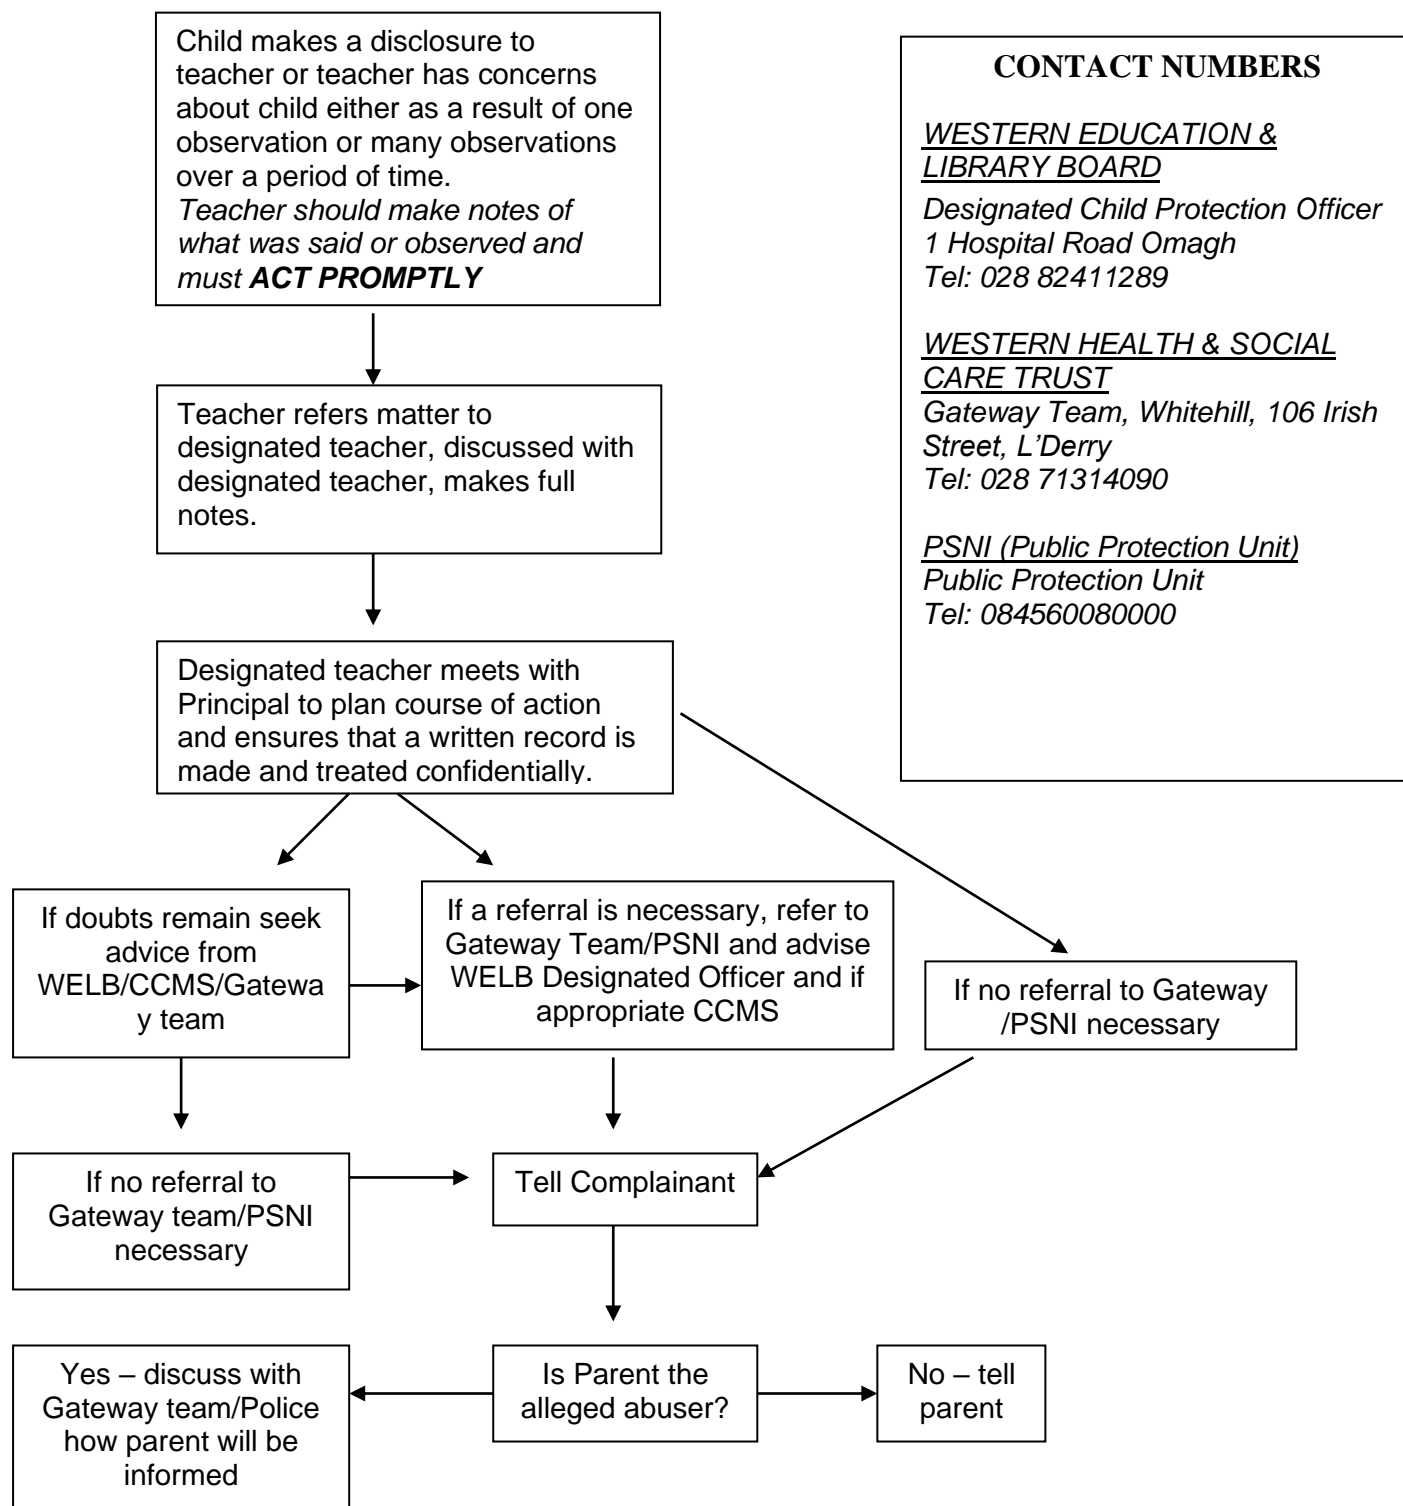 Child makes a disclosure to
teacher or teacher has concerns
about child either as a result of one
observation or many observations
over a period of time.
Teacher should make notes of
what was said or observed and
must ACT PROMPTLY
Teacher refers matter to
designated teacher, discussed with
designated teacher, makes full
notes.
Designated teacher meets with
Principal to plan course of action
and ensures that a written record is
made and treated confidentially.
If doubts remain seek
advice from
WELB/CCMS/Gatewa
y team
If a referral is necessary, refer to
Gateway Team/PSNI and advise
WELB Designated Officer and if
appropriate CCMS
If no referral to Gateway
/PSNI necessary
If no referral to
Gateway team/PSNI
necessary
Tell Complainant
Yes – discuss with
Gateway team/Police
how parent will be
informed
Is Parent the
alleged abuser?
No – tell
parent
CONTACT NUMBERS
WESTERN EDUCATION &
LIBRARY BOARD
Designated Child Protection Officer
1 Hospital Road Omagh
Tel: 028 82411289
WESTERN HEALTH & SOCIAL
CARE TRUST
Gateway Team, Whitehill, 106 Irish
Street, L’Derry
Tel: 028 71314090
PSNI (Public Protection Unit)
Public Protection Unit
Tel: 084560080000